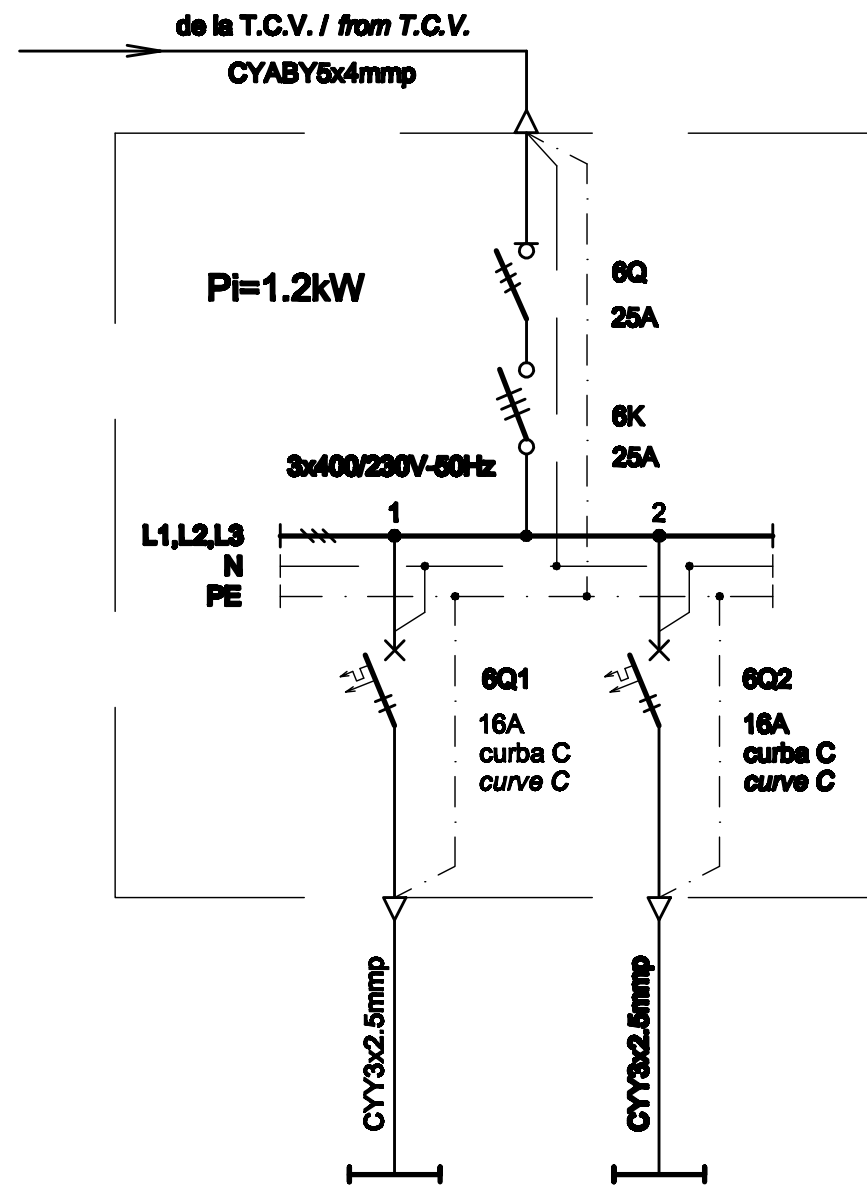 de la T.C.V. / from T.C.V.
CYABY5x4mmp
Pi=1.2kW
6Q
25A
6K
25A
3x400/230V-50Hz
1
2
L1,L2,L3
N
PE
6Q1
16A
curba C
curve C
6Q2
16A
curba C
curve C
CYY3x2.5mmp
CYY3x2.5mmp